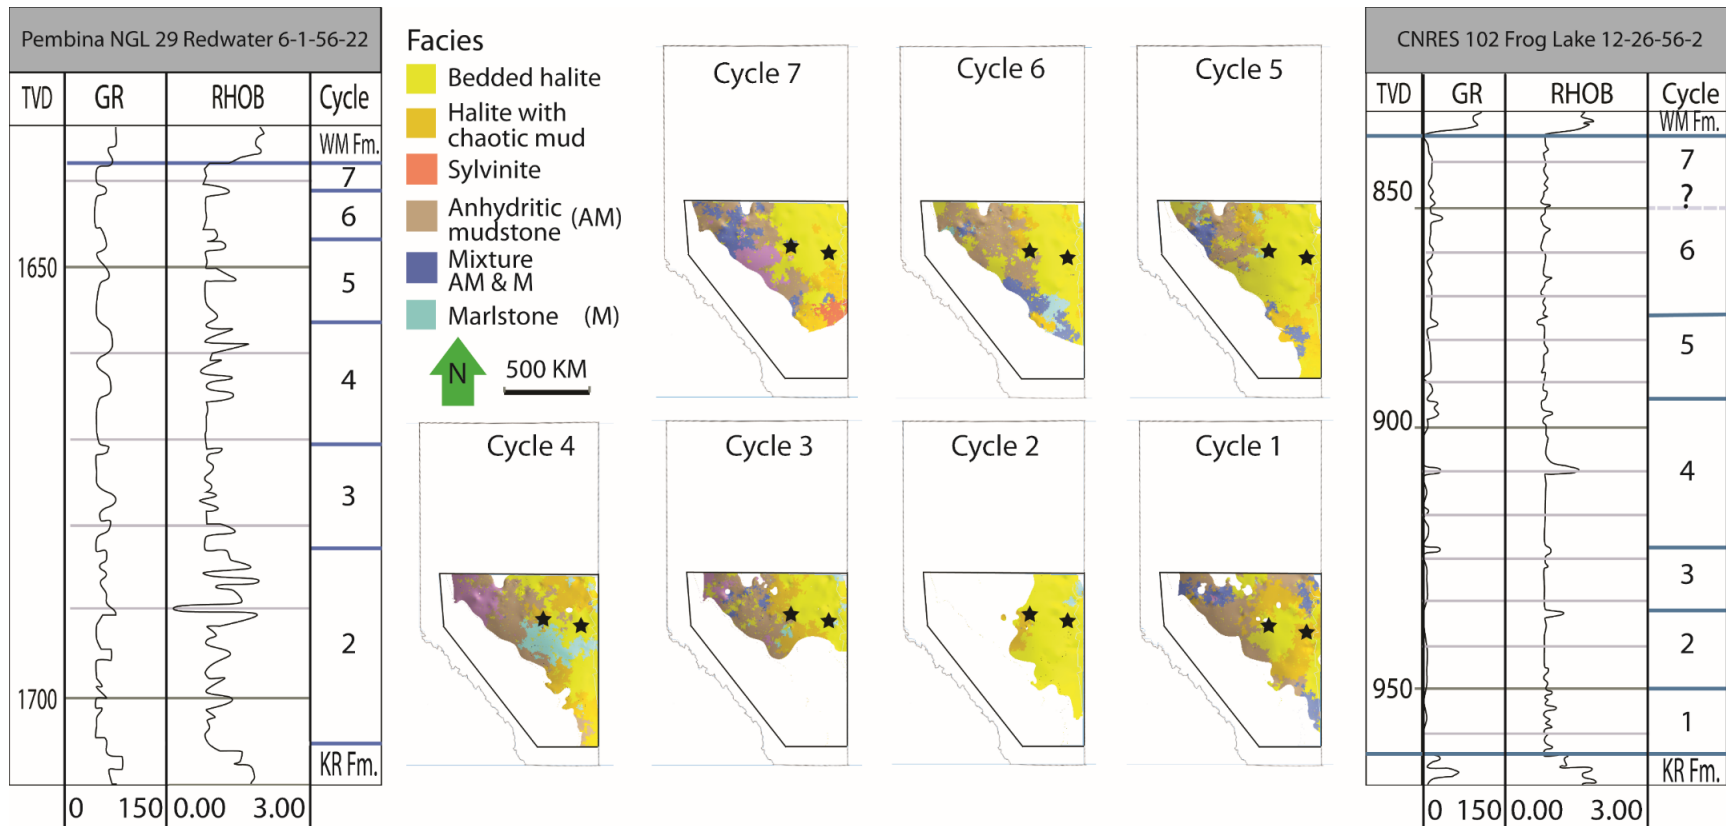 Pembina NGL 29 Redwater 6-1-56-22
TVD GR RHOB Cycle
WM Fm.
7
6
1650
5
4
3
2
1700
KR Fm.
0 150 0.00 3.00
Facies
Bedded halite
Halite with
chaotic mud
Sylvinite
Anhydritic (AM)
mudstone
Mixture
AM & M
Marlstone (M)
N
500 KM
Cycle 7
Cycle 6
Cycle 5
Cycle 4
Cycle 3
Cycle 2
Cycle 1
CNRES 102 Frog Lake 12-26-56-2
TVD GR RHOB Cycle
WM Fm.
7
850
?
6
5
900
4
3
2
950
1
KR Fm.
0 150 0.00 3.00